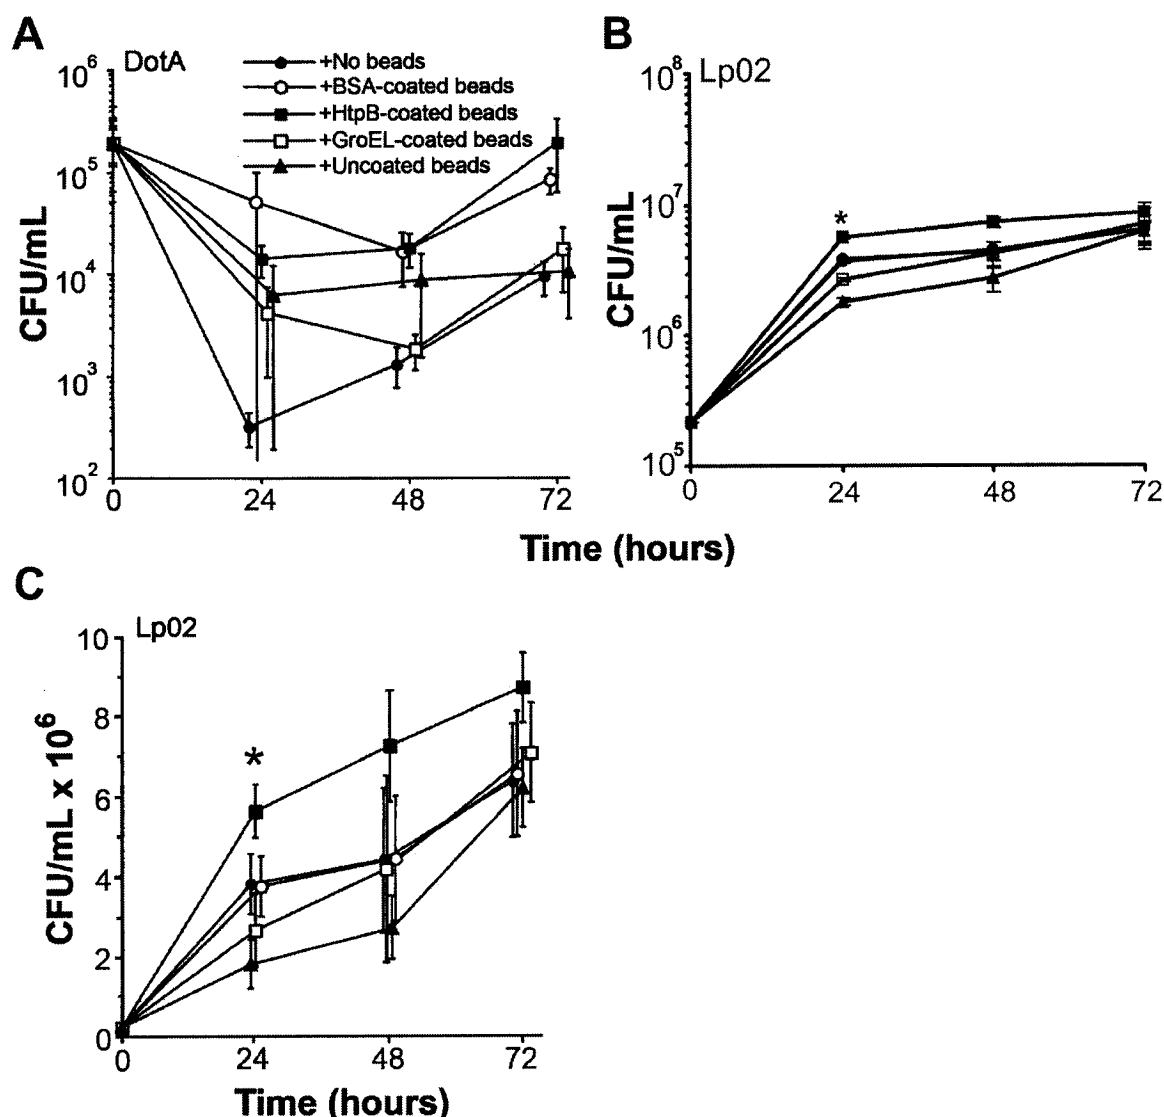 A
DotA
+No beads
+BSA-coated beads
+HtpB-coated beads
+GroEL-coated beads
+Uncoated beads
10^6
10^5
10^4
10^3
10^2
CFU/mL
0
24
48
72
B
Lp02
10^8
10^7
10^6
10^5
CFU/mL
*
0
24
48
72
Time (hours)
C
Lp02
10
8
6
4
2
0
CFU/mL x 10^6
*
0
24
48
72
Time (hours)